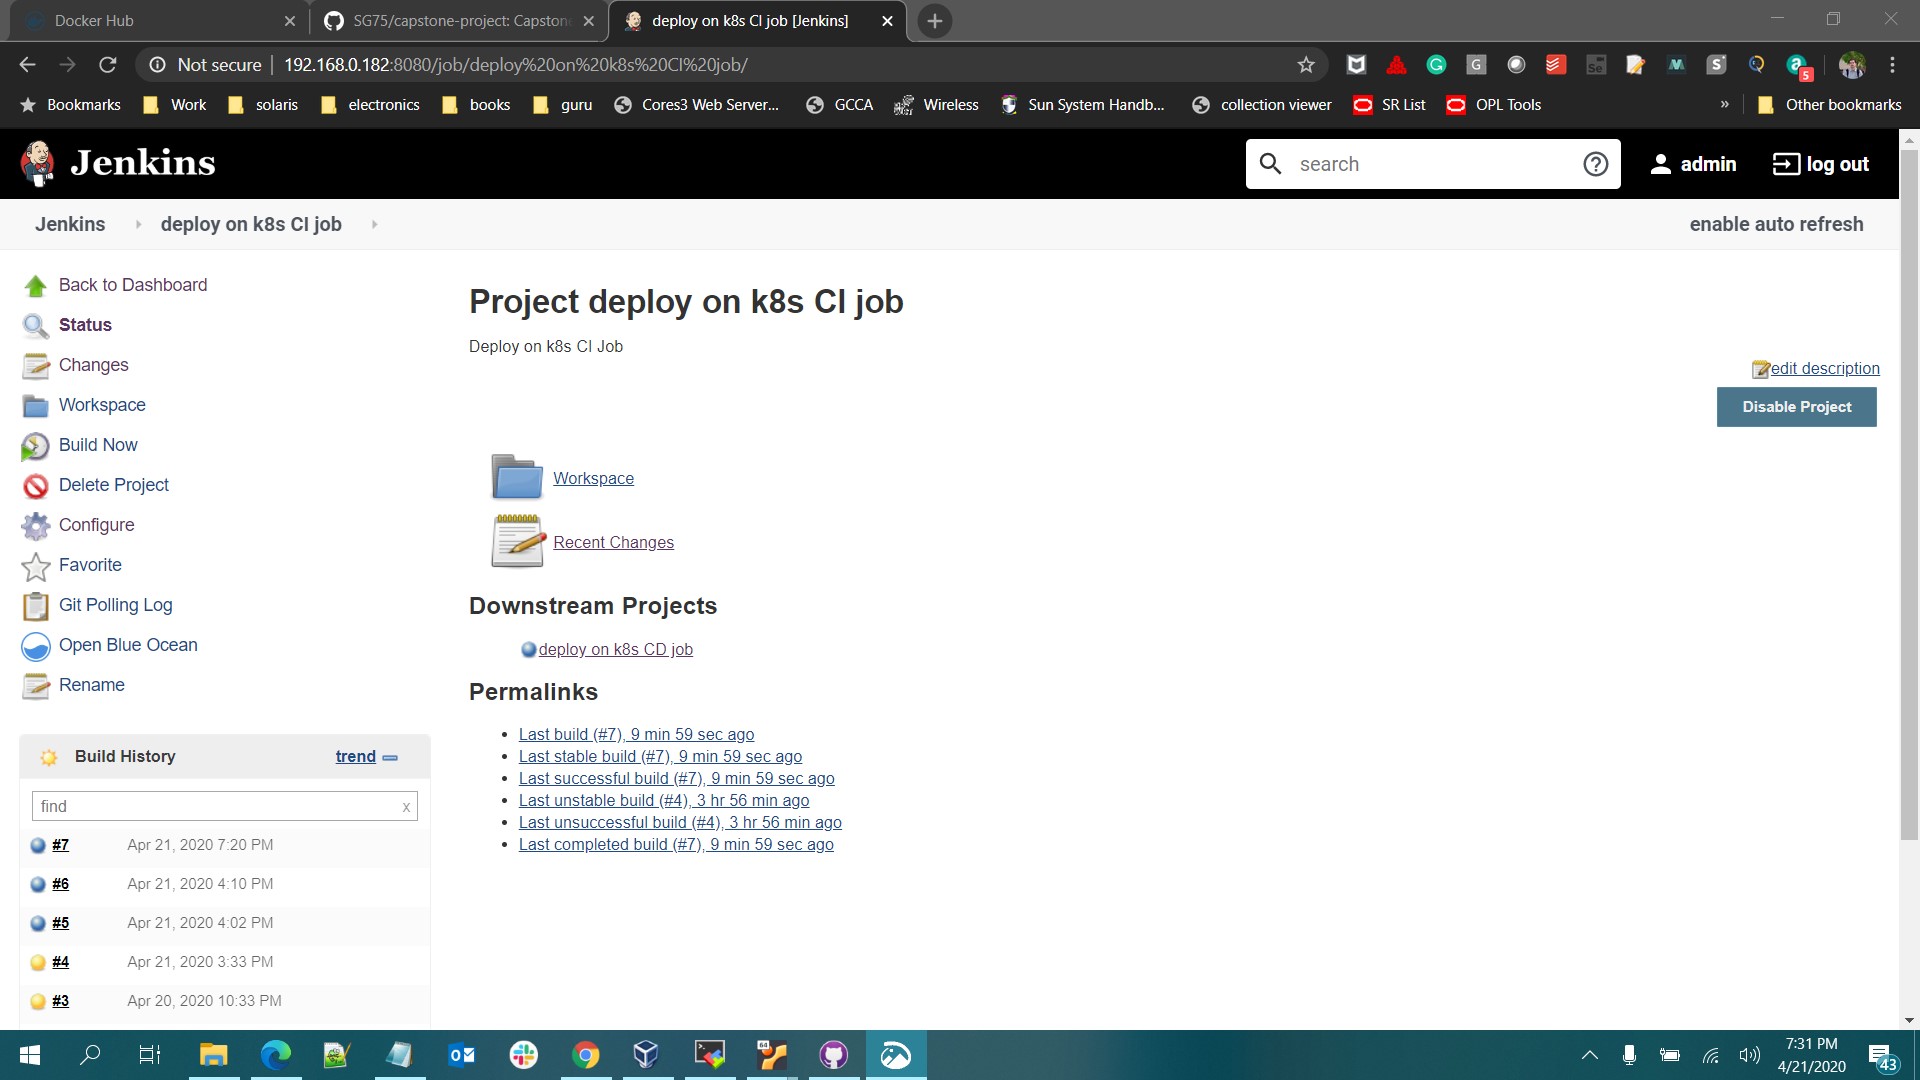 Docker Hub
SG75/capstone-project: Capston
deploy on k8s CI job [Jenkins]
Not secure
192.168.0.182:8080/job/deploy%20on%20k8s%20CI%20job/
5
Bookmarks
Work
solaris
electronics
books
guru
Cores3 Web Server...
GCCA
Wireless
Sun System Handb...
collection viewer
SR List
OPL Tools
»
Other bookmarks
Jenkins
search
admin
log out
Jenkins
deploy on k8s CI job
enable auto refresh
Back to Dashboard
Status
Changes
Workspace
Build Now
Delete Project
Configure
Favorite
Git Polling Log
Open Blue Ocean
Rename
Project deploy on k8s CI job
Deploy on k8s CI Job
edit description
Disable Project
Workspace
Recent Changes
Downstream Projects
deploy on k8s CD job
Permalinks
Last build (#7), 9 min 59 sec ago
Last stable build (#7), 9 min 59 sec ago
Last successful build (#7), 9 min 59 sec ago
Last unstable build (#4), 3 hr 56 min ago
Last unsuccessful build (#4), 3 hr 56 min ago
Last completed build (#7), 9 min 59 sec ago
Build History
trend
find
x
#7 Apr 21, 2020 7:20 PM
#6 Apr 21, 2020 4:10 PM
#5 Apr 21, 2020 4:02 PM
#4 Apr 21, 2020 3:33 PM
#3 Apr 20, 2020 10:33 PM
7:31 PM
4/21/2020
43